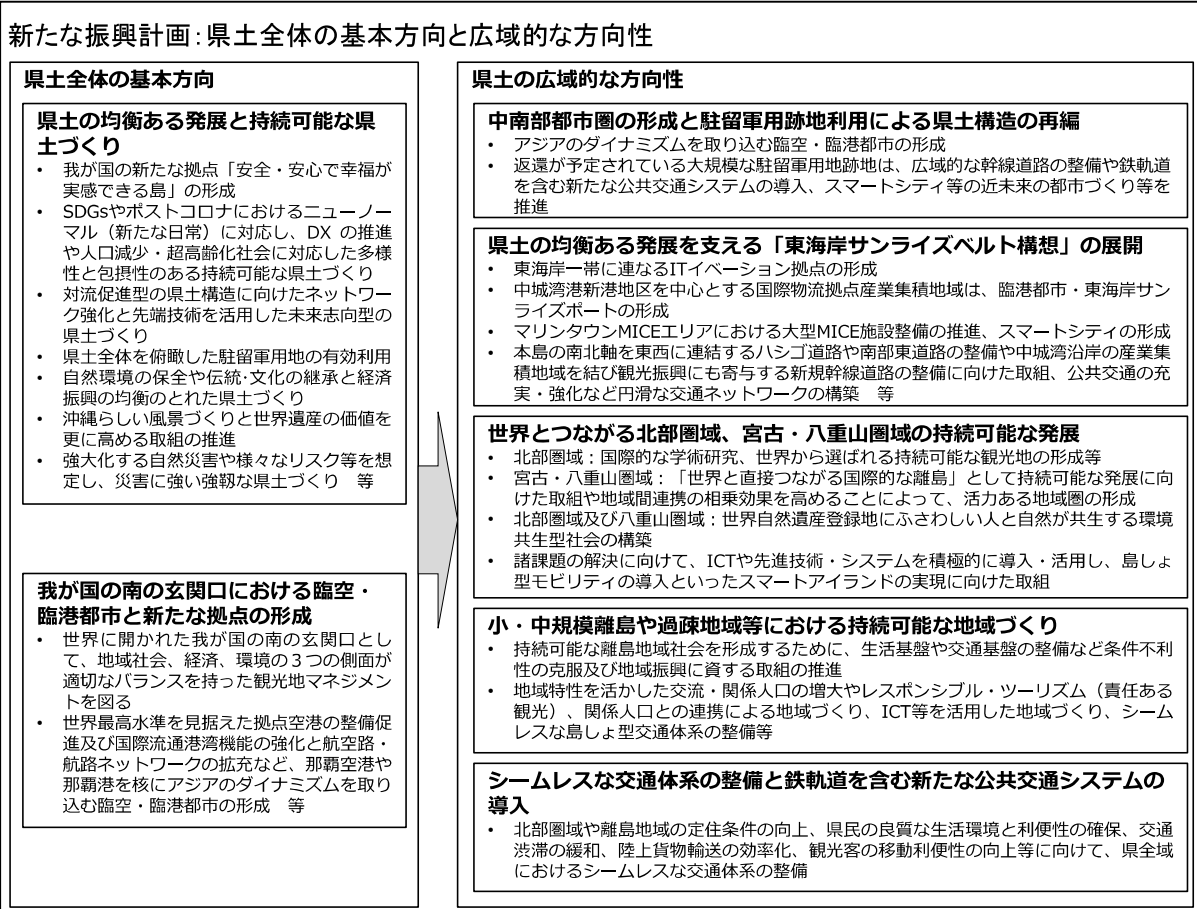 新たな振興計画：県土全体の基本方向と広域的な方向性
県土全体の基本方向
県土の均衡ある発展と持続可能な県
土づくり
• 我が国の新たな拠点「安全・安心で幸福が
実感できる島」の形成
• SDGsやポストコロナにおけるニューノー
マル（新たな日常）に対応し、DX の推進
や人口減少・超高齢化社会に対応した多様
性と包摂性のある持続可能な県土づくり
• 対流促進型の県土構造に向けたネットワー
ク強化と先端技術を活用した未来志向型の
県土づくり
• 県土全体を俯瞰した駐留軍用地の有効利用
• 自然環境の保全や伝統･文化の継承と経済
振興の均衡のとれた県土づくり
• 沖縄らしい風景づくりと世界遺産の価値を
更に高める取組の推進
• 強大化する自然災害や様々なリスク等を想
定し、災害に強い強靱な県土づくり　等
我が国の南の玄関口における臨空・
臨港都市と新たな拠点の形成
• 世界に開かれた我が国の南の玄関口とし
て、地域社会、経済、環境の３つの側面が
適切なバランスを持った観光地マネジメン
トを図る
• 世界最高水準を見据えた拠点空港の整備促
進及び国際流通港湾機能の強化と航空路・
航路ネットワークの拡充など、那覇空港や
那覇港を核にアジアのダイナミズムを取り
込む臨空・臨港都市の形成　等
県土の広域的な方向性
中南部都市圏の形成と駐留軍用跡地利用による県土構造の再編
• アジアのダイナミズムを取り込む臨空・臨港都市の形成
• 返還が予定されている大規模な駐留軍用地跡地は、広域的な幹線道路の整備や鉄軌道
を含む新たな公共交通システムの導入、スマートシティ等の近未来の都市づくり等を
推進
県土の均衡ある発展を支える「東海岸サンライズベルト構想」の展開
• 東海岸一帯に連なるITイベーション拠点の形成
• 中城湾港新港地区を中心とする国際物流拠点産業集積地域は、臨港都市・東海岸サン
ライズポートの形成
• マリンタウンMICEエリアにおける大型MICE施設整備の推進、スマートシティの形成
• 本島の南北軸を東西に連結するハシゴ道路や南部東道路の整備や中城湾沿岸の産業集
積地域を結び観光振興にも寄与する新規幹線道路の整備に向けた取組、公共交通の充
実・強化など円滑な交通ネットワークの構築　等
世界とつながる北部圏域、宮古・八重山圏域の持続可能な発展
• 北部圏域：国際的な学術研究、世界から選ばれる持続可能な観光地の形成等
• 宮古・八重山圏域：「世界と直接つながる国際的な離島」として持続可能な発展に向
けた取組や地域間連携の相乗効果を高めることによって、活力ある地域圏の形成
• 北部圏域及び八重山圏域：世界自然遺産登録地にふさわしい人と自然が共生する環境
共生型社会の構築
• 諸課題の解決に向けて、ICTや先進技術・システムを積極的に導入・活用し、島しょ
型モビリティの導入といったスマートアイランドの実現に向けた取組
小・中規模離島や過疎地域等における持続可能な地域づくり
• 持続可能な離島地域社会を形成するために、生活基盤や交通基盤の整備など条件不利
性の克服及び地域振興に資する取組の推進
• 地域特性を活かした交流・関係人口の増大やレスポンシブル・ツーリズム（責任ある
観光）、関係人口との連携による地域づくり、ICT等を活用した地域づくり、シーム
レスな島しょ型交通体系の整備等
シームレスな交通体系の整備と鉄軌道を含む新たな公共交通システムの
導入
• 北部圏域や離島地域の定住条件の向上、県民の良質な生活環境と利便性の確保、交通
渋滞の緩和、陸上貨物輸送の効率化、観光客の移動利便性の向上等に向けて、県全域
におけるシームレスな交通体系の整備